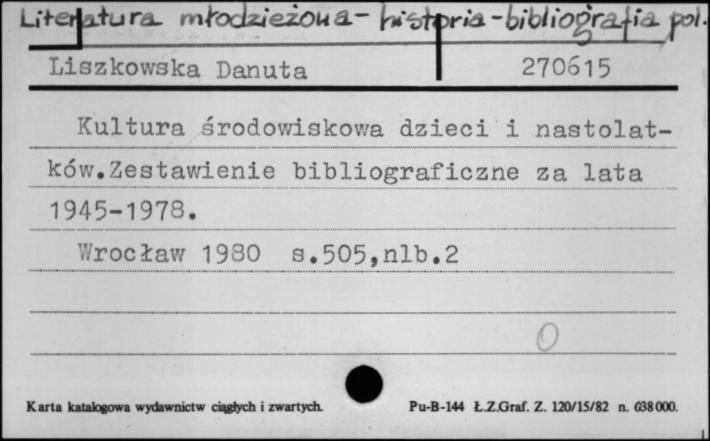 Literatura młodzieżowa - historia - bibliografia pol.
Liszkowska Danuta 270615
Kultura środowiskowa dzieci i nastolat-
ków.Zestawienie bibliograficzne za lata
1945-1978.
Wrocław 1980 s.505,nlb.2
0
Karta katalogowa wydawnictw ciągłych i zwartych. Pu-B-144 Ł.Z.Graf. Z. 120/15/82 n. 638000.